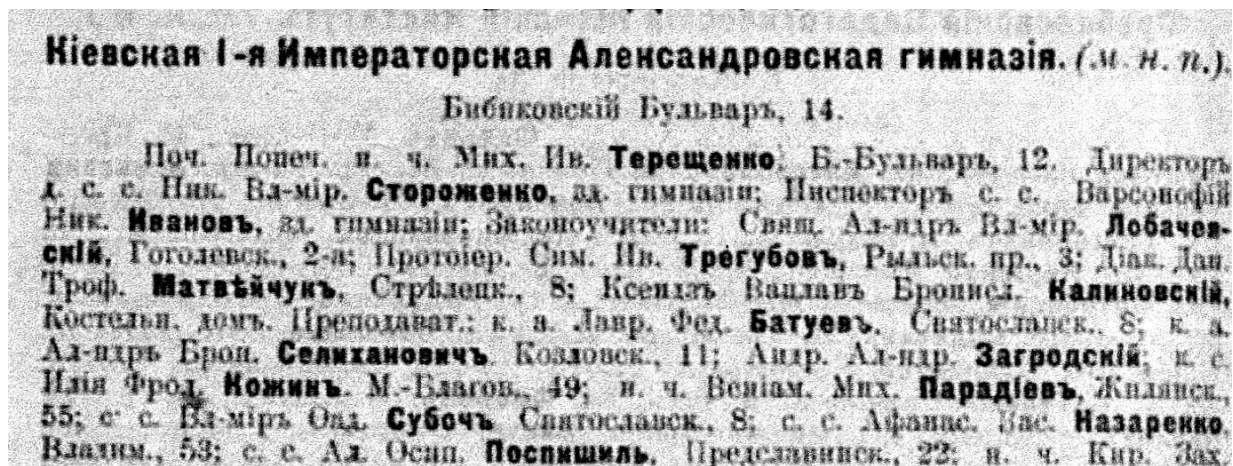 Кіевская 1-я Императорская Александровская гимназія. (м. н. п.).
Бибиковскій Бульваръ, 14.
Поч. Попеч. н. ч. Мих. Ив. Терещенко, Б.-Бульваръ, 12. Директоръ
д. с. с. Ник. Вл-мір. Стороженко, зд. гимназіи; Инспекторъ с. с. Варсонофій
Ник. Ивановъ, зд. гимназіи; Законоучители: Свящ. Ал-ндръ Вл-мір. Лобачев-
скій, Гоголевск., 2-а; Протоіер. Сим. Ив. Трегубовъ, Рыльск. пр., 3; Діак. Дан.
Троф. Матвѣйчукъ, Стрѣлецк., 8; Ксендзъ Вацлавъ Бронисл. Калиновскій,
Костельн. домъ. Преподават.: к. а. Лавр. Фед. Батуевъ, Святославск., 8; к. а.
Ал-ндръ Брон. Селихановичъ, Козловск., 11; Андр. Ал-ндр. Загродскій; к. с.
Илія Фрод. Кожинъ, М.-Благов., 49; н. ч. Веніам. Мих. Парадіевъ, Жилянск.,
55; с с. Вл-міръ Онд. Субочъ Святославск., 8; с. с. Афанас. Вас. Назаренко,
Владим., 53; с. с. Ал. Осип. Поспишиль, Предславинск., 22; н. ч. Кир. Зах.